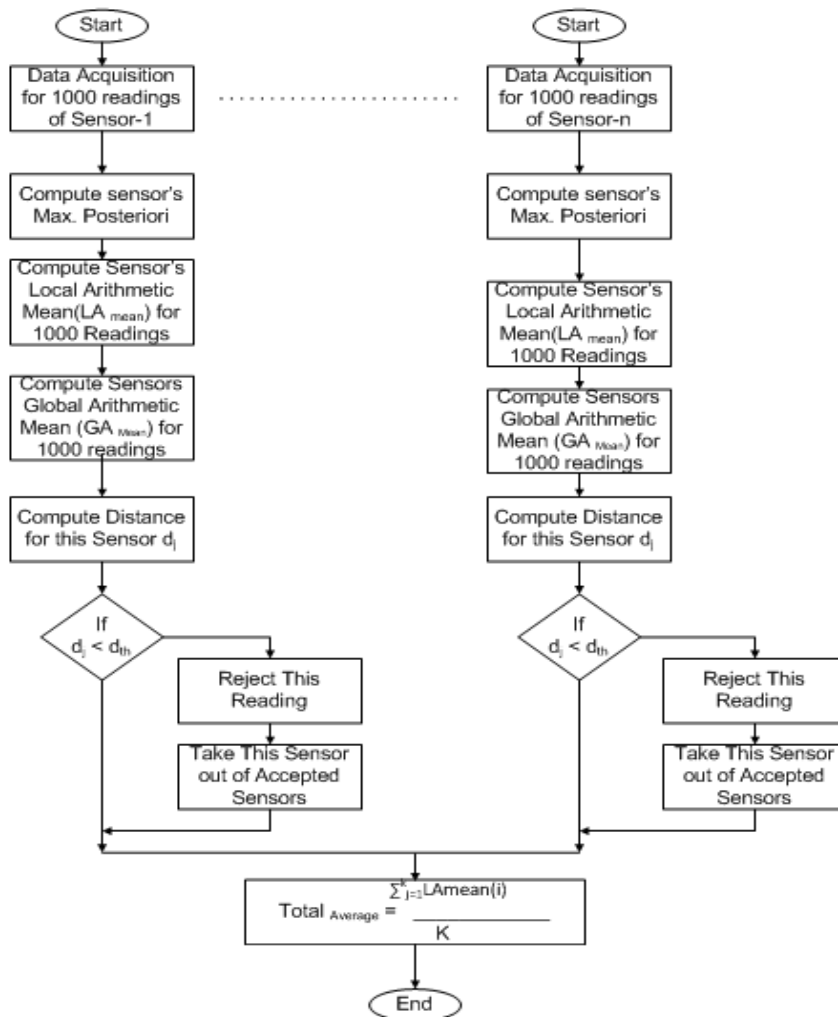 Start
Data Acquisition
for 1000 readings
of Sensor-1
Compute sensor's
Max. Posteriori
Compute Sensor's
Local Arithmetic
Mean(LA mean) for
1000 Readings
Compute Sensors
Global Arithmetic
Mean (GA Mean) for
1000 readings
Compute Distance
for this Sensor dj
If
dj < dth
Reject This
Reading
Take This Sensor
out of Accepted
Sensors
Start
Data Acquisition
for 1000 readings
of Sensor-n
Compute sensor's
Max. Posteriori
Compute Sensor's
Local Arithmetic
Mean(LA mean) for
1000 Readings
Compute Sensors
Global Arithmetic
Mean (GA Mean) for
1000 readings
Compute Distance
for this Sensor dj
If
dj < dth
Reject This
Reading
Take This Sensor
out of Accepted
Sensors
∑kj=1LAmean(i)
Total Average =
K
End